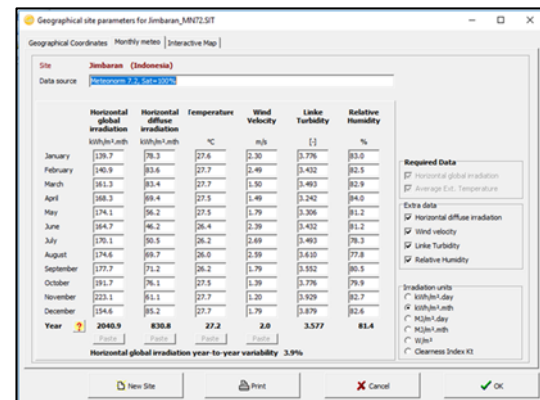 Geographical site parameters for Jimbaran_MN72.SIT
Geographical Coordinates Monthly meteo Interactive Map
Site Jimbaran (Indonesia)
Data source Meteonorm 7.2, Sat=100%
Horizontal global irradiation Horizontal diffuse irradiation Temperature Wind Velocity Linke Turbidity Relative Humidity
kWh/m².mth kWh/m².mth °C m/s [-] %
January 139.7 78.3 27.6 2.30 3.776 83.0
February 140.9 83.6 27.7 2.49 3.432 82.5
March 161.3 83.4 27.7 1.50 3.493 82.9
April 168.3 69.4 27.5 1.49 3.242 84.0
May 174.1 56.2 27.5 1.79 3.306 81.2
June 164.7 46.2 26.4 2.39 3.432 81.2
July 170.1 50.5 26.2 2.69 3.493 78.3
August 174.6 69.7 26.0 2.59 3.610 77.8
September 177.7 71.2 26.2 1.79 3.552 80.5
October 191.7 76.1 27.5 1.39 3.776 79.9
November 223.1 61.1 27.7 1.20 3.929 82.7
December 154.6 85.2 27.7 1.79 3.879 82.6
Year ? 2040.9 830.8 27.2 2.0 3.577 81.4
Paste Paste Paste Paste
Horizontal global irradiation year-to-year variability 3.9%
Required Data
Horizontal global irradiation
Average Ext. Temperature
Extra data
Horizontal diffuse irradiation
Wind velocity
Linke Turbidity
Relative Humidity
Irradiation units
kWh/m².day
kWh/m².mth
MJ/m².day
MJ/m².mth
W/m²
Clearness Index Kt
New Site Print Cancel OK